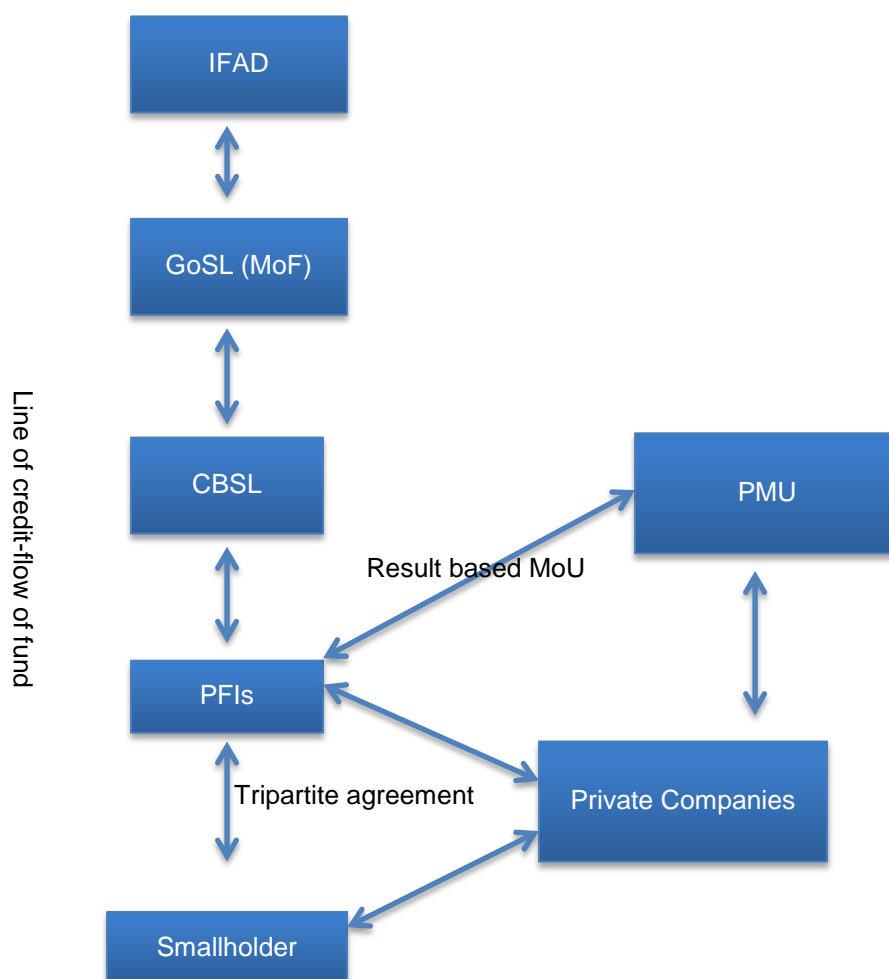 IFAD
GoSL (MoF)
Line of credit-flow of fund
CBSL
PMU
Result based MoU
PFIs
Tripartite agreement
Private Companies
Smallholder